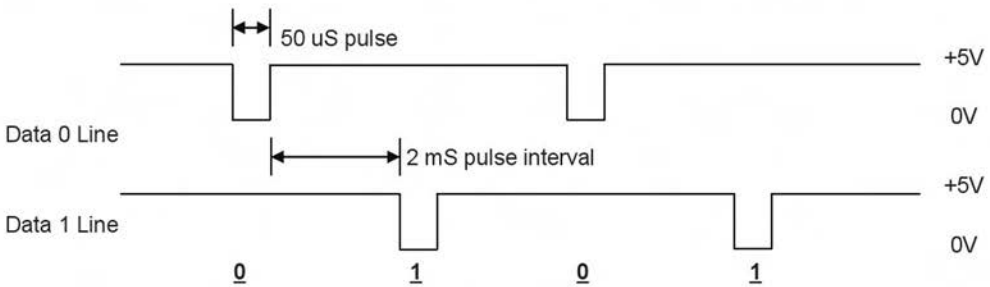 50 uS pulse
+5V
0V
Data 0 Line
2 mS pulse interval
+5V
Data 1 Line
0V
0 1 0 1